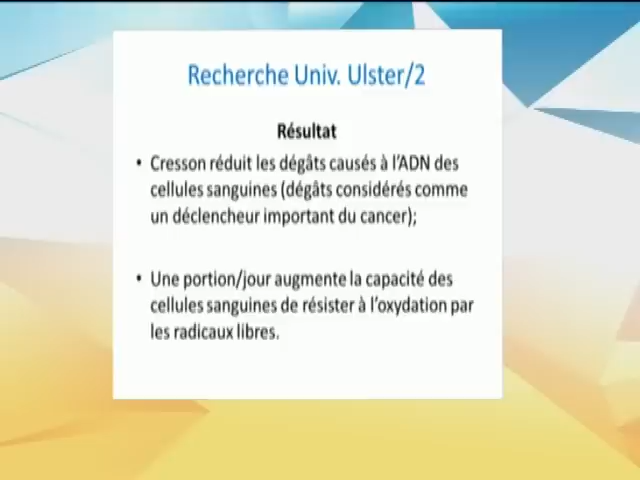 Recherche Univ. Ulster/2
Résultat
• Cresson réduit les dégâts causés à l'ADN des
cellules sanguines (dégâts considérés comme
un déclencheur important du cancer);
• Une portion/jour augmente la capacité des
cellules sanguines de résister à l'oxydation par
les radicaux libres.